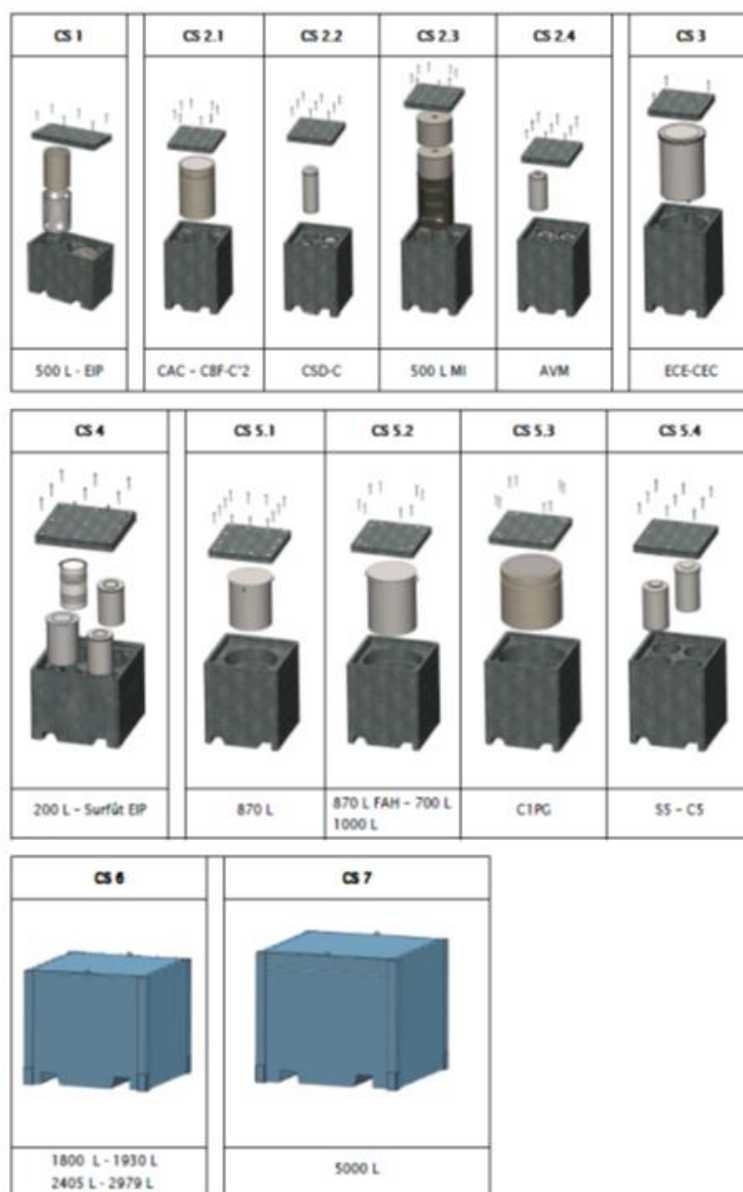 CS 1
CS 2.1
CS 2.2
CS 2.3
CS 2.4
CS 3
500 L - EIP
CAC – CBF-C'2
CSD-C
500 L MI
AVM
ECE-CEC
CS 4
CS 5.1
CS 5.2
CS 5.3
CS 5.4
200 L – Surfût EIP
870 L
870 L FAH – 700 L
1000 L
C1PG
S5 – C5
CS 6
CS 7
1800 L - 1930 L
2405 L - 2979 L
5000 L